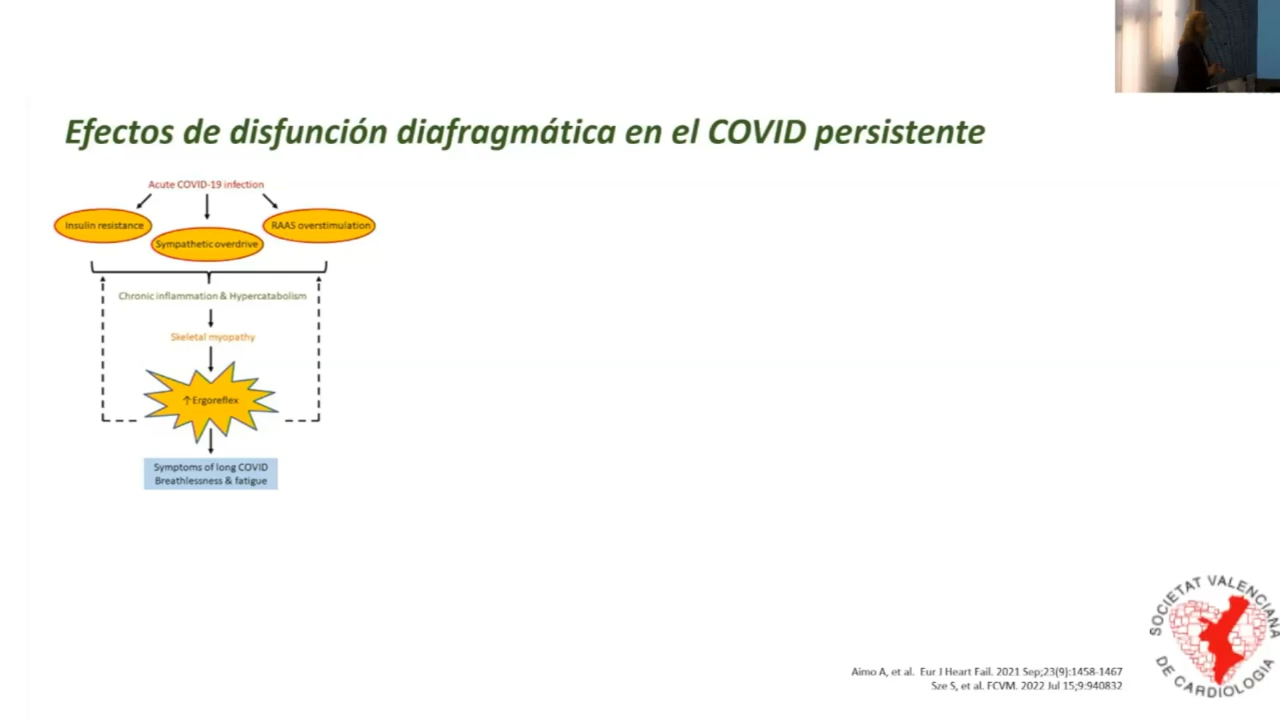 Efectos de disfunción diafragmática en el COVID persistente
Acute COVID-19 infection
Insulin resistance
Sympathetic overdrive
RAAS overstimulation
Chronic inflammation & Hypercatabolism
Skeletal myopathy
↑Ergoreflex
Symptoms of long COVID
Breathlessness & fatigue
Aimo A, et al. Eur J Heart Fail. 2021 Sep;23(9):1458-1467
Sze S, et al. FCVM. 2022 Jul 15;9:940832
SOCIETAT VALENCIANA
DE CARDIOLOGIA